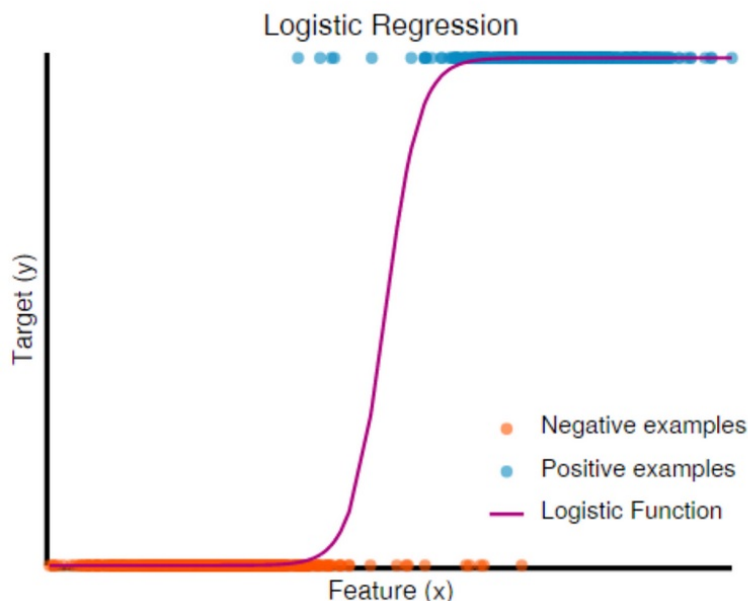 Logistic Regression
Target (y)
Negative examples
Positive examples
Logistic Function
Feature (x)